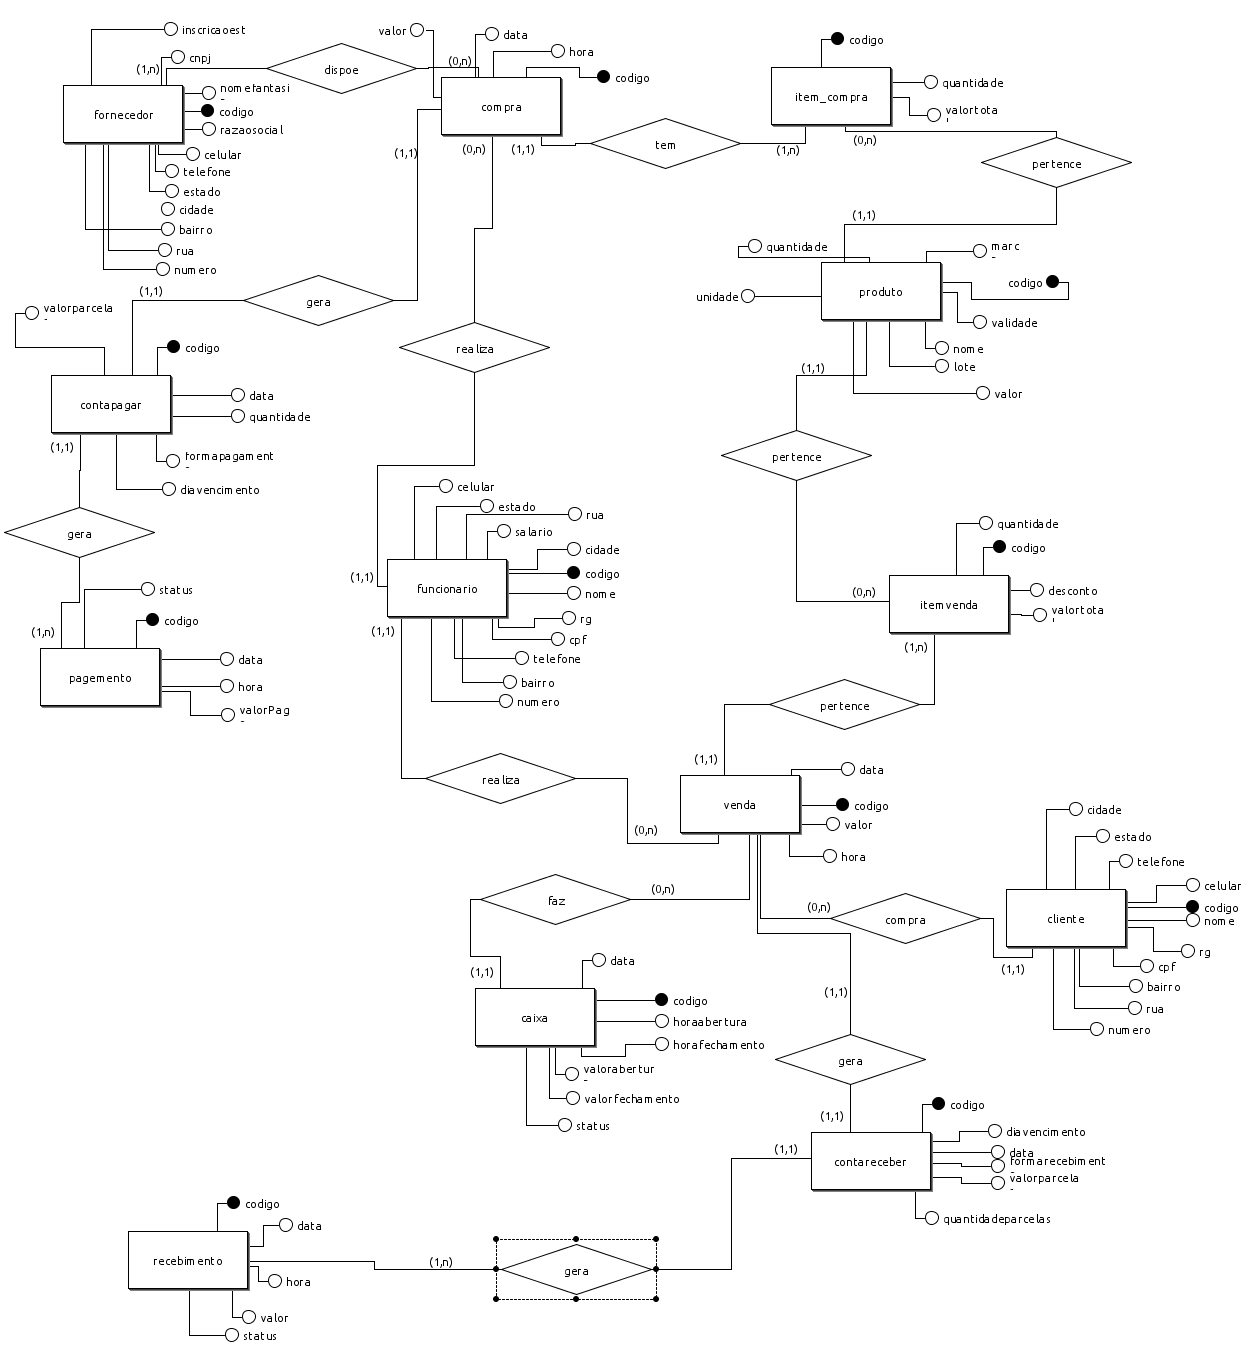 inscricaoest
cnpj
(1,n)
nomefantasi
codigo
razaosocial
fornecedor
celular
telefone
estado
cidade
bairro
rua
numero
dispoe
valor
data
(0,n)
hora
codigo
compra
(1,1)
(0,n)
(1,1)
tem
(1,n)
codigo
item_compra
quantidade
valortota
(0,n)
pertence
(1,1)
quantidade
marc
unidade
produto
codigo
validade
nome
lote
valor
(1,1)
gera
(1,1)
valorparcela
codigo
contapagar
data
quantidade
(1,1)
formapagament
diavencimento
gera
(1,n)
status
codigo
pagemento
data
hora
valorPag
realiza
celular
estado
rua
salario
cidade
codigo
nome
funcionario
(1,1)
(1,1)
rg
cpf
telefone
bairro
numero
pertence
quantidade
codigo
(0,n)
itemvenda
desconto
valortota
(1,n)
pertence
(1,1)
realiza
(0,n)
data
venda
codigo
valor
hora
faz
(0,n)
(0,n)
compra
(1,1)
cidade
estado
telefone
celular
cliente
codigo
nome
rg
cpf
bairro
rua
numero
(1,1)
data
caixa
codigo
horaabertura
horafechamento
valorabertur
valorfechamento
status
(1,1)
gera
(1,1)
codigo
(1,1)
contareceber
diavencimento
data
formarecebiment
valorparcela
quantidadeparcelas
gera
(1,n)
codigo
data
recebimento
hora
valor
status